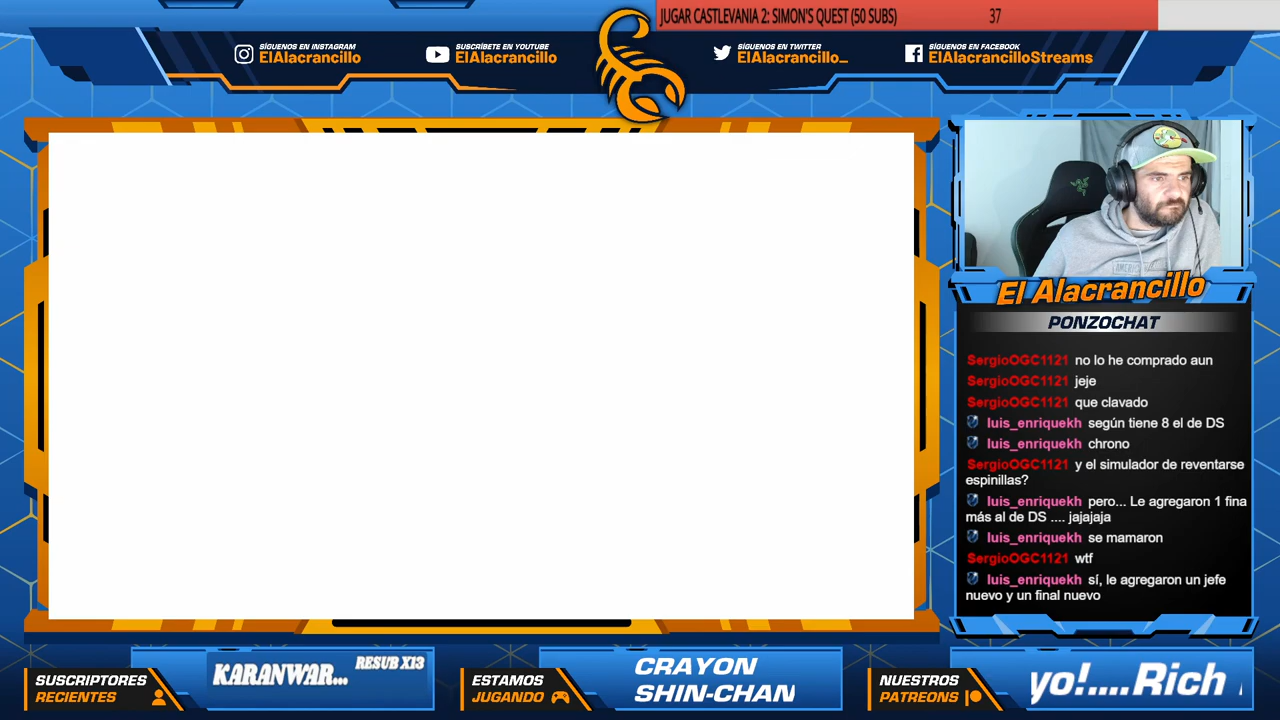 JUGAR CASTLEVANIA 2: SIMON'S QUEST (50 SUBS) 37
SÍGUENOS EN INSTAGRAM
ElAlacrancillo
SUSCRÍBETE EN YOUTUBE
ElAlacrancillo
SÍGUENOS EN TWITTER
ElAlacrancillo_
SÍGUENOS EN FACEBOOK
ElAlacrancilloStreams
El Alacrancillo
PONZOCHAT
SergioOGC1121 no lo he comprado aun
SergioOGC1121 jeje
SergioOGC1121 que clavado
luis_enriquekh según tiene 8 el de DS
luis_enriquekh chrono
SergioOGC1121 y el simulador de reventarse
espinillas?
luis_enriquekh pero... Le agregaron 1 fina
más al de DS .... jajajaja
luis_enriquekh se mamaron
SergioOGC1121 wtf
luis_enriquekh sí, le agregaron un jefe
nuevo y un final nuevo
SUSCRIPTORES
RECIENTES
KARANWAR... RESUB X13
ESTAMOS
JUGANDO
CRAYON
SHIN-CHAN
NUESTROS
PATREONS
yo!....Rich